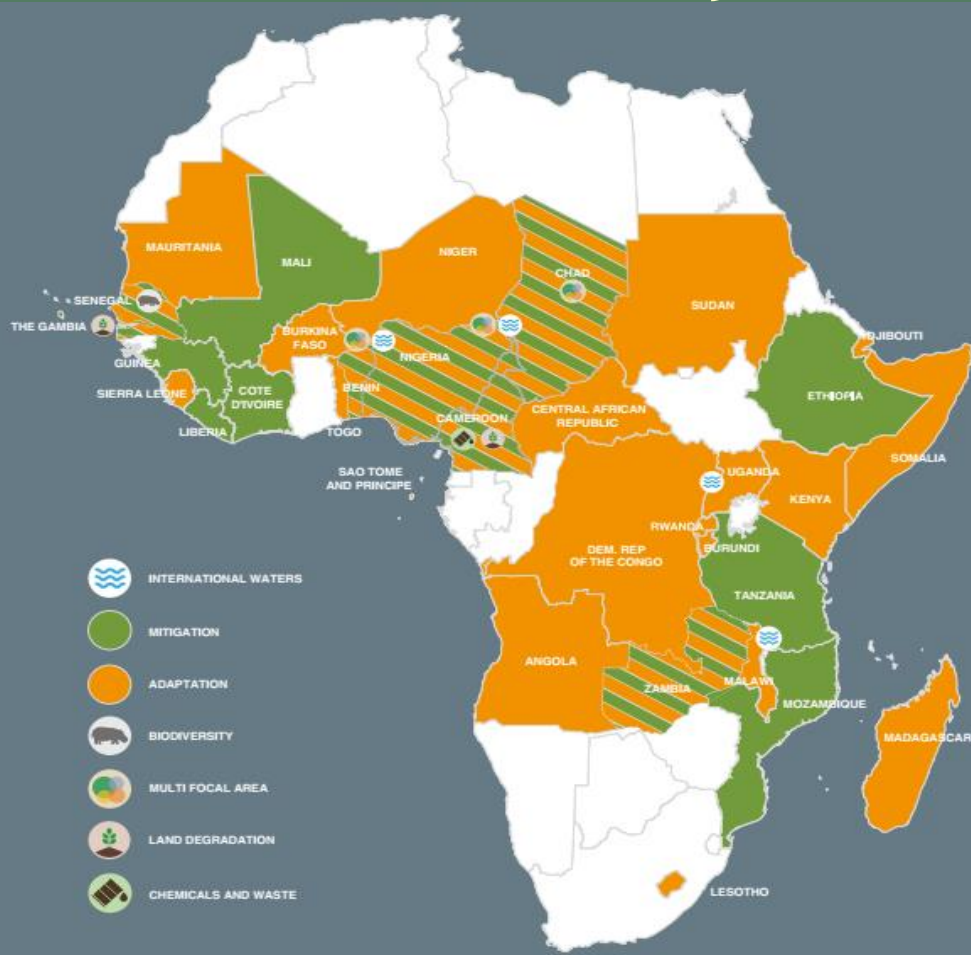 MAURITANIA
MALI
NIGER
CHAD
SUDAN
SENEGAL
THE GAMBIA
BURKINA
FASO
NIGERIA
DJIBOUTI
GUINEA
SIERRA LEONE
COTE
D'IVOIRE
BENIN
ETHIOPIA
LIBERIA
TOGO
CAMEROON
CENTRAL AFRICAN
REPUBLIC
SOMALIA
SAO TOME
AND PRINCIPE
UGANDA
KENYA
RWANDA
BURUNDI
DEM. REP
OF THE CONGO
TANZANIA
ANGOLA
ZAMBIA
MALAWI
MOZAMBIQUE
MADAGASCAR
LESOTHO
INTERNATIONAL WATERS
MITIGATION
ADAPTATION
BIODIVERSITY
MULTI FOCAL AREA
LAND DEGRADATION
CHEMICALS AND WASTE